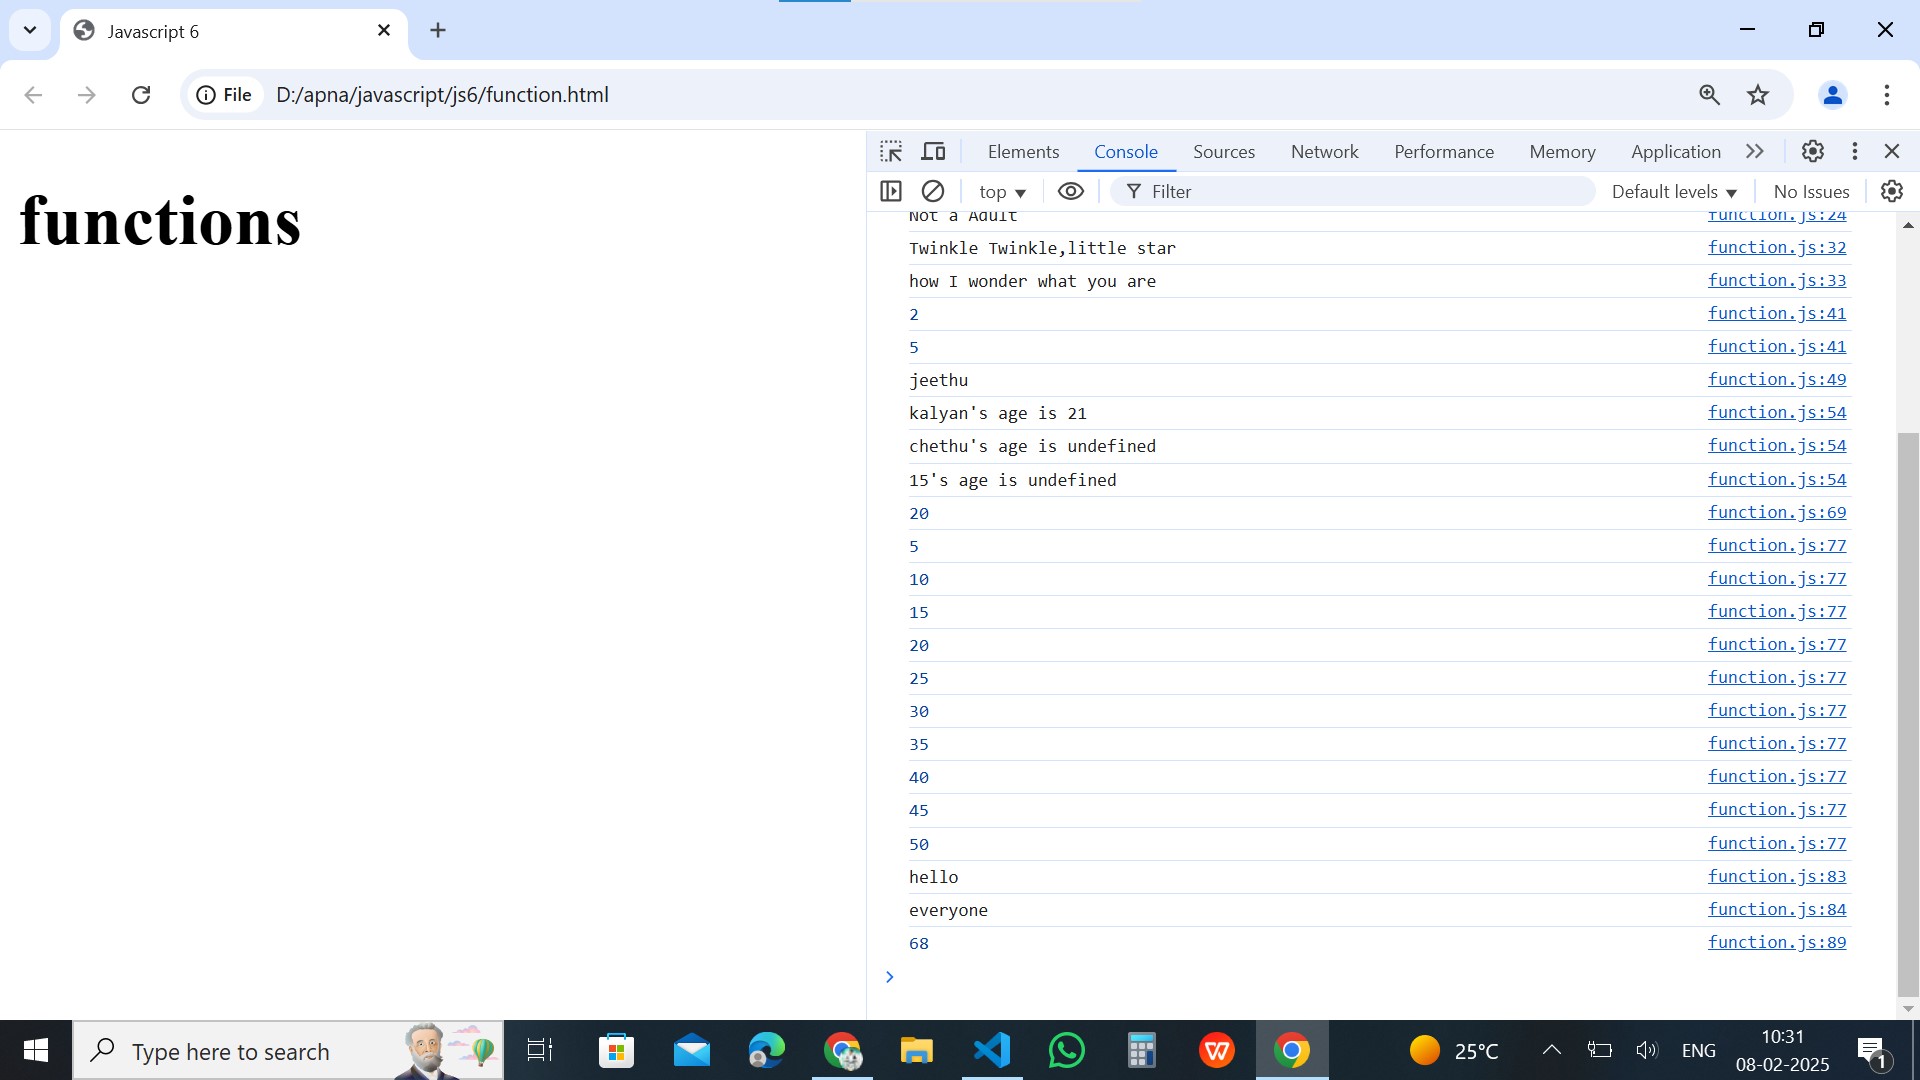 Javascript 6
File D:/apna/javascript/js6/function.html
functions
Elements Console Sources Network Performance Memory Application
top Filter Default levels No Issues
Not a Adult function.js:24
Twinkle Twinkle,little star function.js:32
how I wonder what you are function.js:33
2 function.js:41
5 function.js:41
jeethu function.js:49
kalyan's age is 21 function.js:54
chethu's age is undefined function.js:54
15's age is undefined function.js:54
20 function.js:69
5 function.js:77
10 function.js:77
15 function.js:77
20 function.js:77
25 function.js:77
30 function.js:77
35 function.js:77
40 function.js:77
45 function.js:77
50 function.js:77
hello function.js:83
everyone function.js:84
68 function.js:89
Type here to search
W
25°C
ENG
10:31
08-02-2025
1